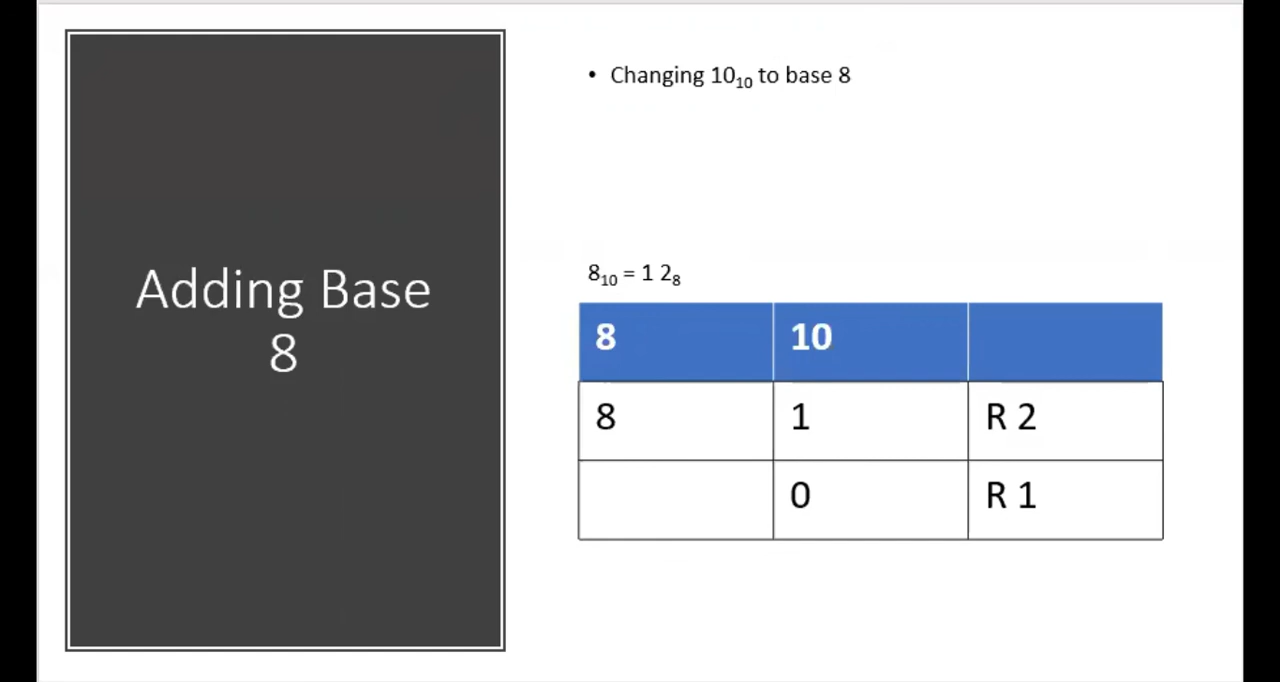 Adding Base
8
• Changing 10₁₀ to base 8
8₁₀ = 1 2₈
8 10
8 1 R 2
0 R 1